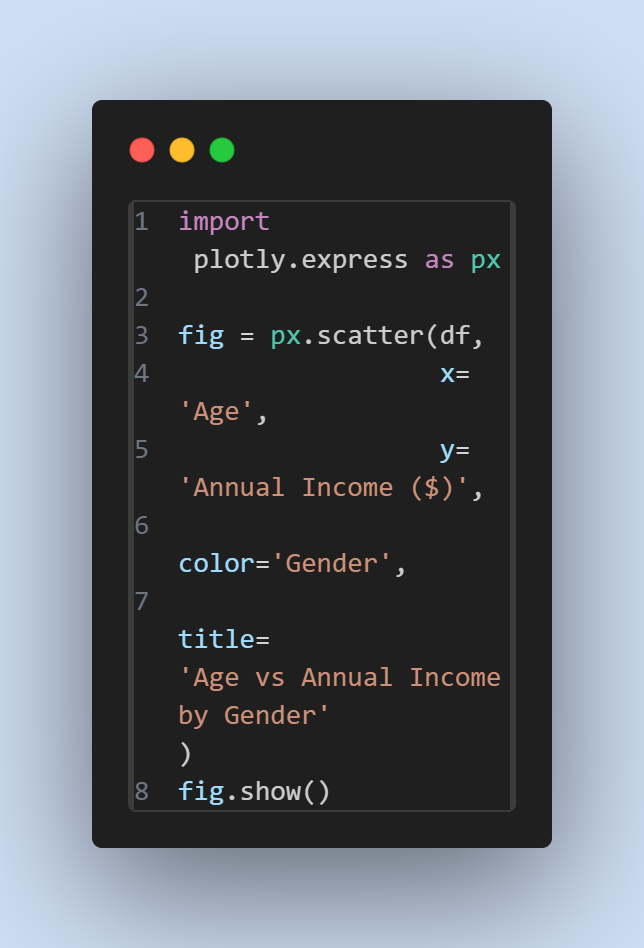 1 import
plotly.express as px
2
3 fig = px.scatter(df,
4 x=
'Age',
5 y=
'Annual Income ($)',
6
color='Gender',
7
title=
'Age vs Annual Income
by Gender'
)
8 fig.show()